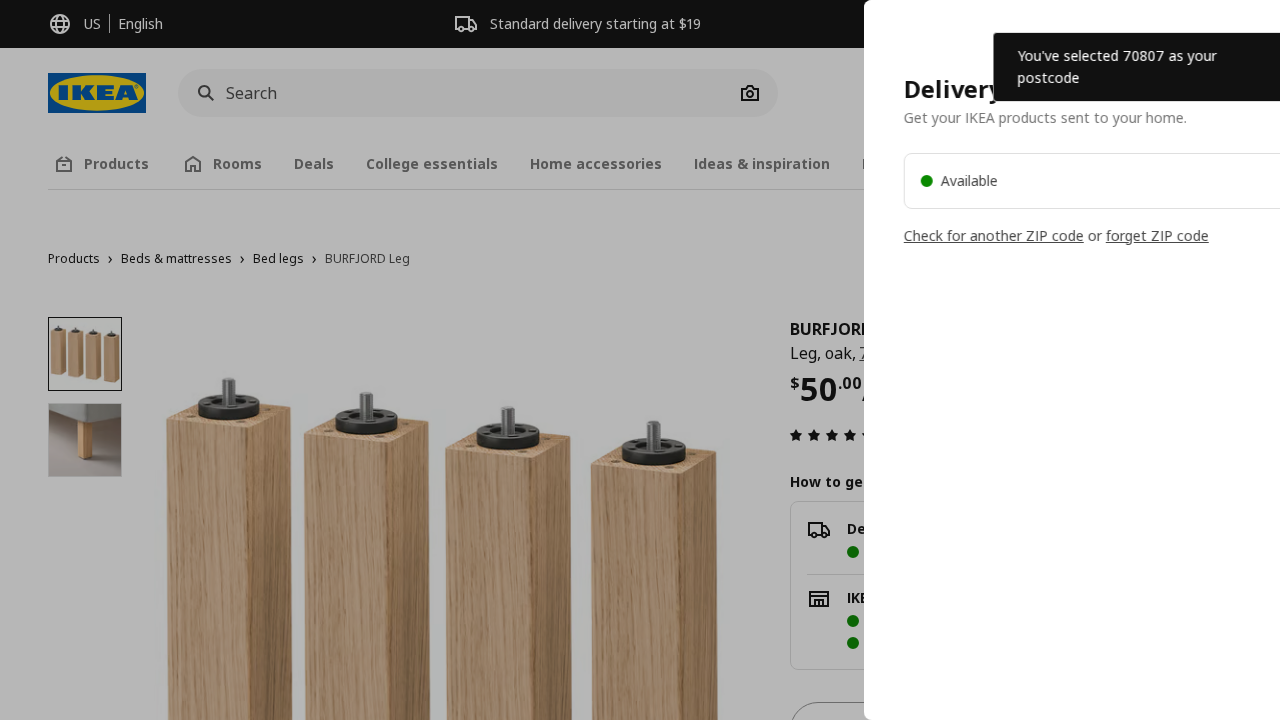 US
English
Standard delivery starting at $19
You've selected 70807 as your
postcode
IKEA
Search
Delivery
Get your IKEA products sent to your home.
Products
Rooms
Deals
College essentials
Home accessories
Ideas & inspiration
Available
Check for another ZIP code or forget ZIP code
Products › Beds & mattresses › Bed legs › BURFJORD Leg
BURFJORD
Leg, oak,
$50.00
How to ge
De
IKE